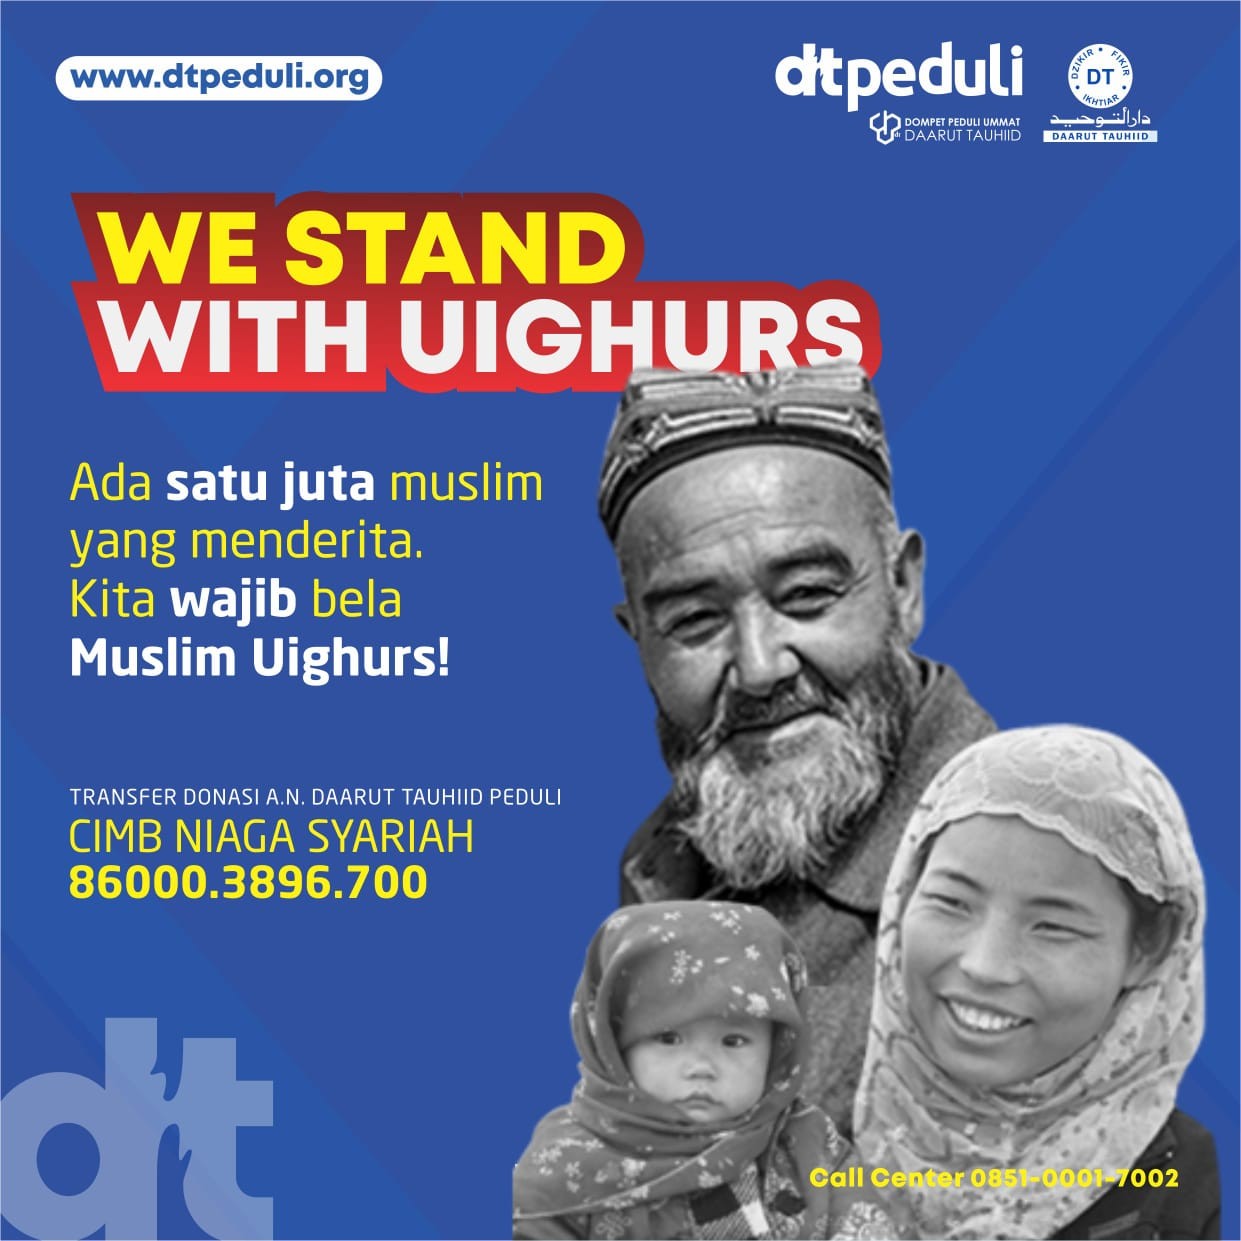 www.dtpeduli.org
dtpeduli
DOMPET PEDULI UMMAT
DAARUT TAUHIID
DZIKIR • FIKIR • IKHTIAR
DT
دارالتوحيد
DAARUT TAUHIID
WE STAND
WITH UIGHURS
Ada satu juta muslim
yang menderita.
Kita wajib bela
Muslim Uighurs!
TRANSFER DONASI A.N. DAARUT TAUHIID PEDULI
CIMB NIAGA SYARIAH
86000.3896.700
dt
Call Center 0851-0001-7002